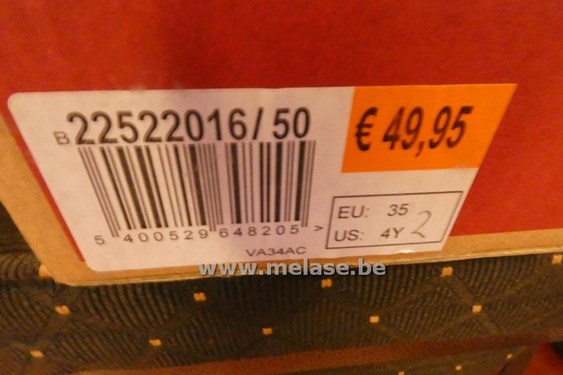 B22522016/50
€ 49,95
5 400529 648205 >
VA34AC
EU: 35
US: 4Y 2
www.melase.be